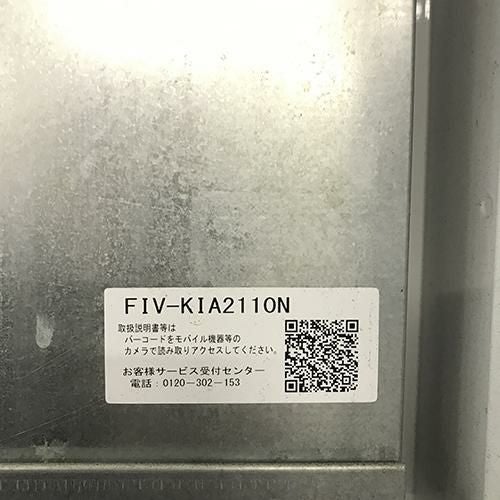 FIV-KIA2110N
取扱説明書等は
バーコードをモバイル機器等の
カメラで読み取りアクセスしてください。
お客様サービス受付センター
電話：0120－302－153